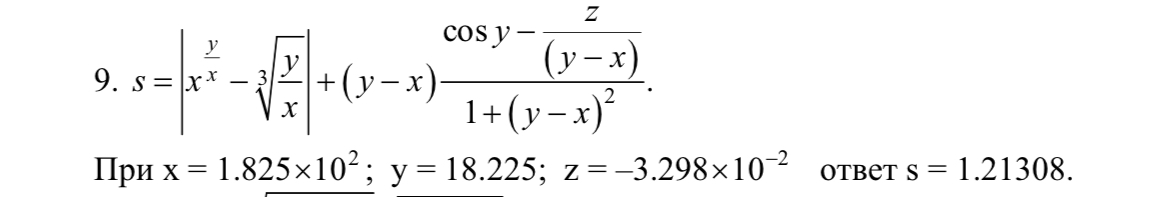 9. s = |x^(y/x) − ∛(y/x)| + (y − x) (cos y − z/(y − x)) / (1 + (y − x)²).
При x = 1.825×10²; y = 18.225; z = –3.298×10⁻² ответ s = 1.21308.